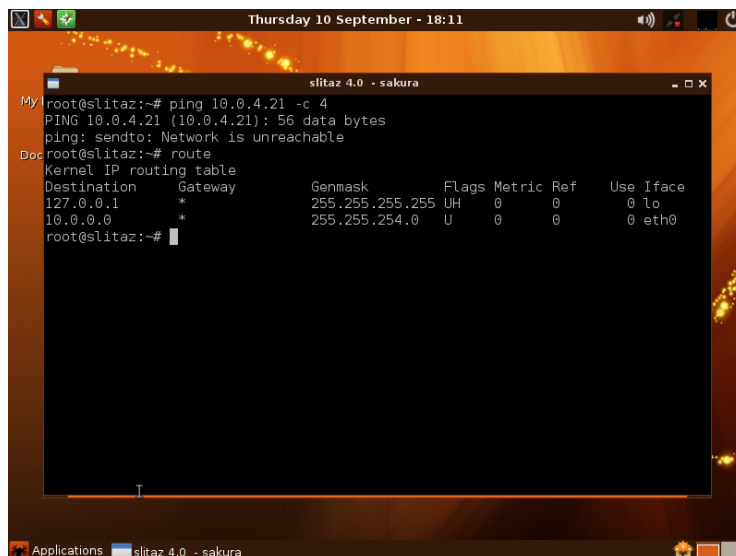 Thursday 10 September - 18:11
slitaz 4.0 - sakura
My
root@slitaz:~# ping 10.0.4.21 -c 4
PING 10.0.4.21 (10.0.4.21): 56 data bytes
ping: sendto: Network is unreachable
Doc
root@slitaz:~# route
Kernel IP routing table
Destination Gateway Genmask Flags Metric Ref Use Iface
127.0.0.1 * 255.255.255.255 UH 0 0 0 lo
10.0.0.0 * 255.255.254.0 U 0 0 0 eth0
root@slitaz:~#
Applications slitaz 4.0 - sakura